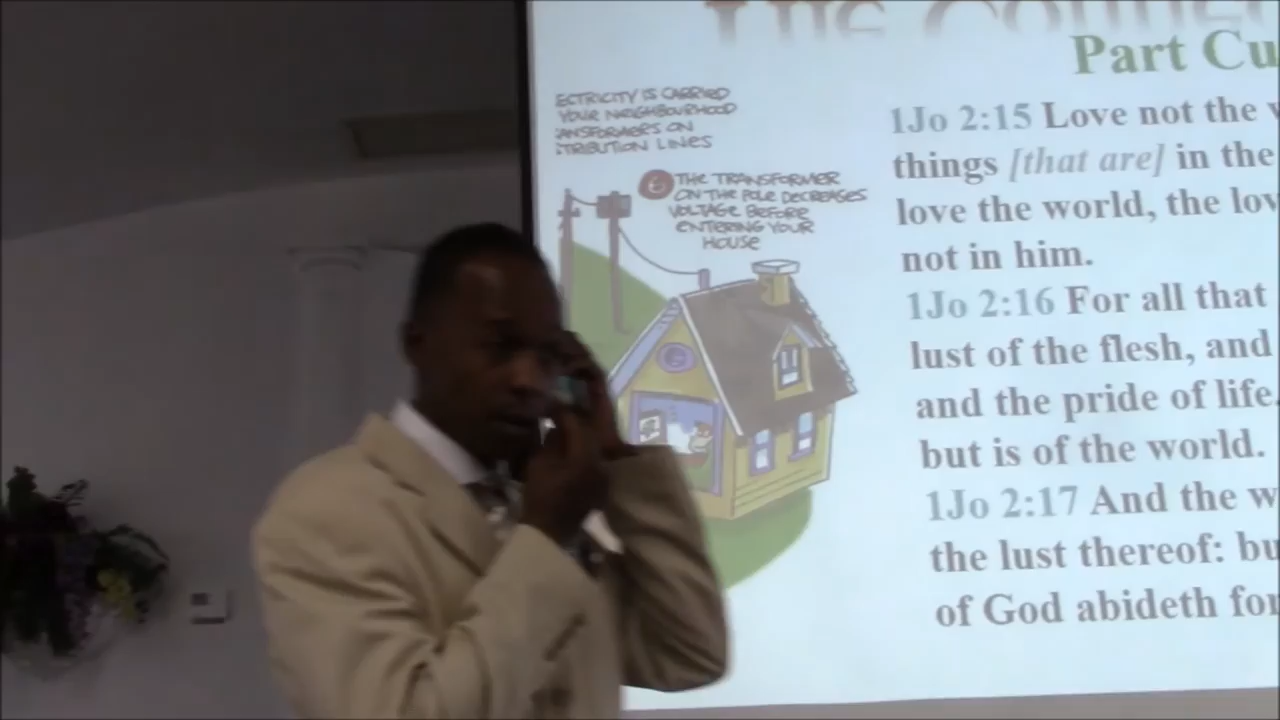 Part Cu
ECTRICITY IS CARRIED
YOUR NEIGHBOURHOOD
ANSFORMERS ON
TRIBUTION LINES
6 THE TRANSFORMER
ON THE POLE DECREASES
VOLTAGE BEFORE
ENTERING YOUR
HOUSE
1Jo 2:15 Love not the w
things [that are] in the
love the world, the lov
not in him.
1Jo 2:16 For all that
lust of the flesh, and
and the pride of life.
but is of the world.
1Jo 2:17 And the w
the lust thereof: bu
of God abideth for